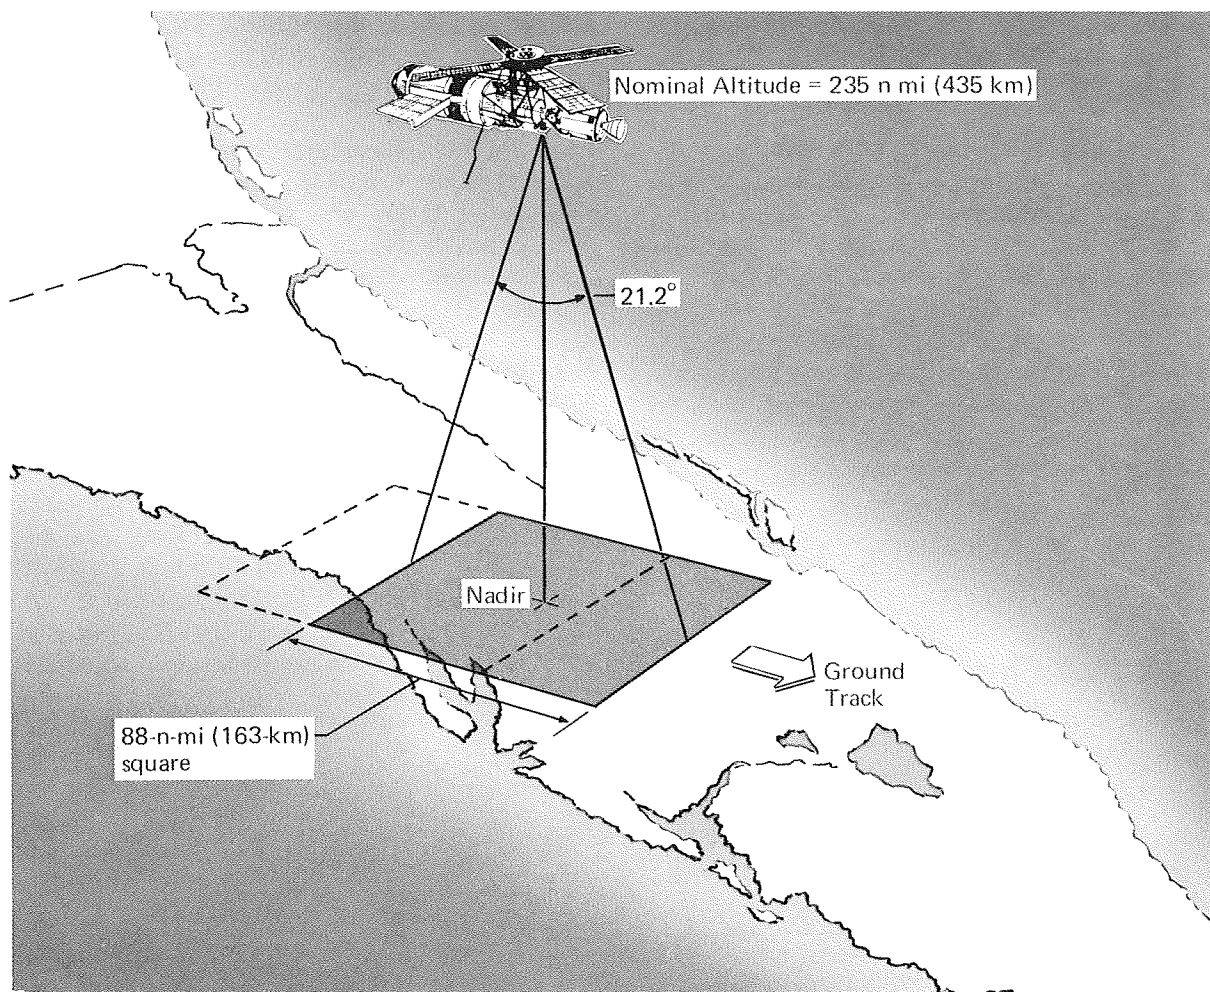 Nominal Altitude = 235 n mi (435 km)
21.2°
Nadir
Ground
Track
88-n-mi (163-km)
square